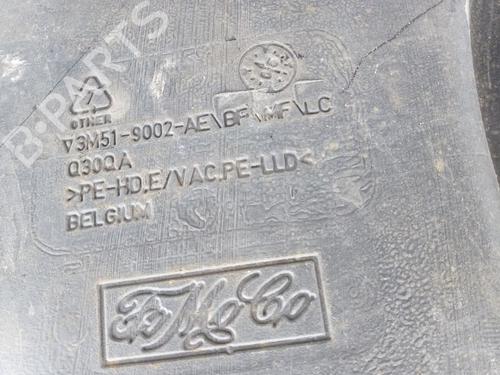 B-PARTS
OTHER
V3M51-9002-AE\BF\MF\LC
Q30QA
>PE-HD.E/VAC.PE-LLD<
BELGIUM
FoMoCo